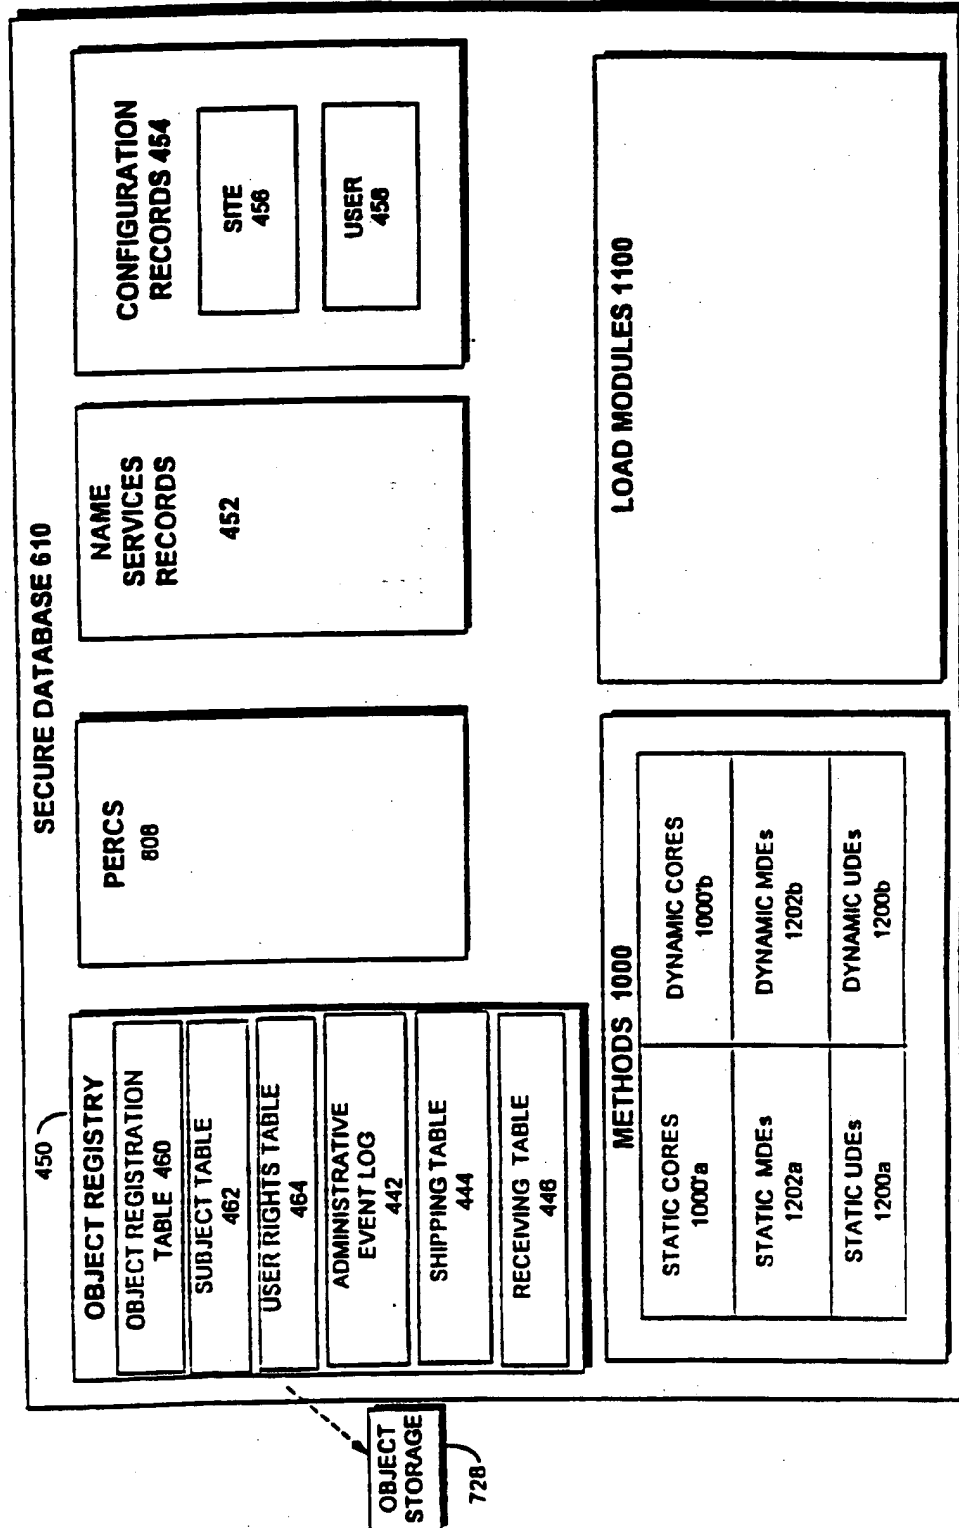 SECURE DATABASE 610
450
OBJECT REGISTRY
OBJECT REGISTRATION
TABLE 460
SUBJECT TABLE
462
USER RIGHTS TABLE
464
ADMINISTRATIVE
EVENT LOG
442
SHIPPING TABLE
444
RECEIVING TABLE
446
OBJECT
STORAGE
728
PERCS
808
NAME
SERVICES
RECORDS
452
CONFIGURATION
RECORDS 454
SITE
456
USER
458
METHODS 1000
STATIC CORES
1000'a
DYNAMIC CORES
1000'b
STATIC MDEs
1202a
DYNAMIC MDEs
1202b
STATIC UDEs
1200a
DYNAMIC UDEs
1200b
LOAD MODULES 1100